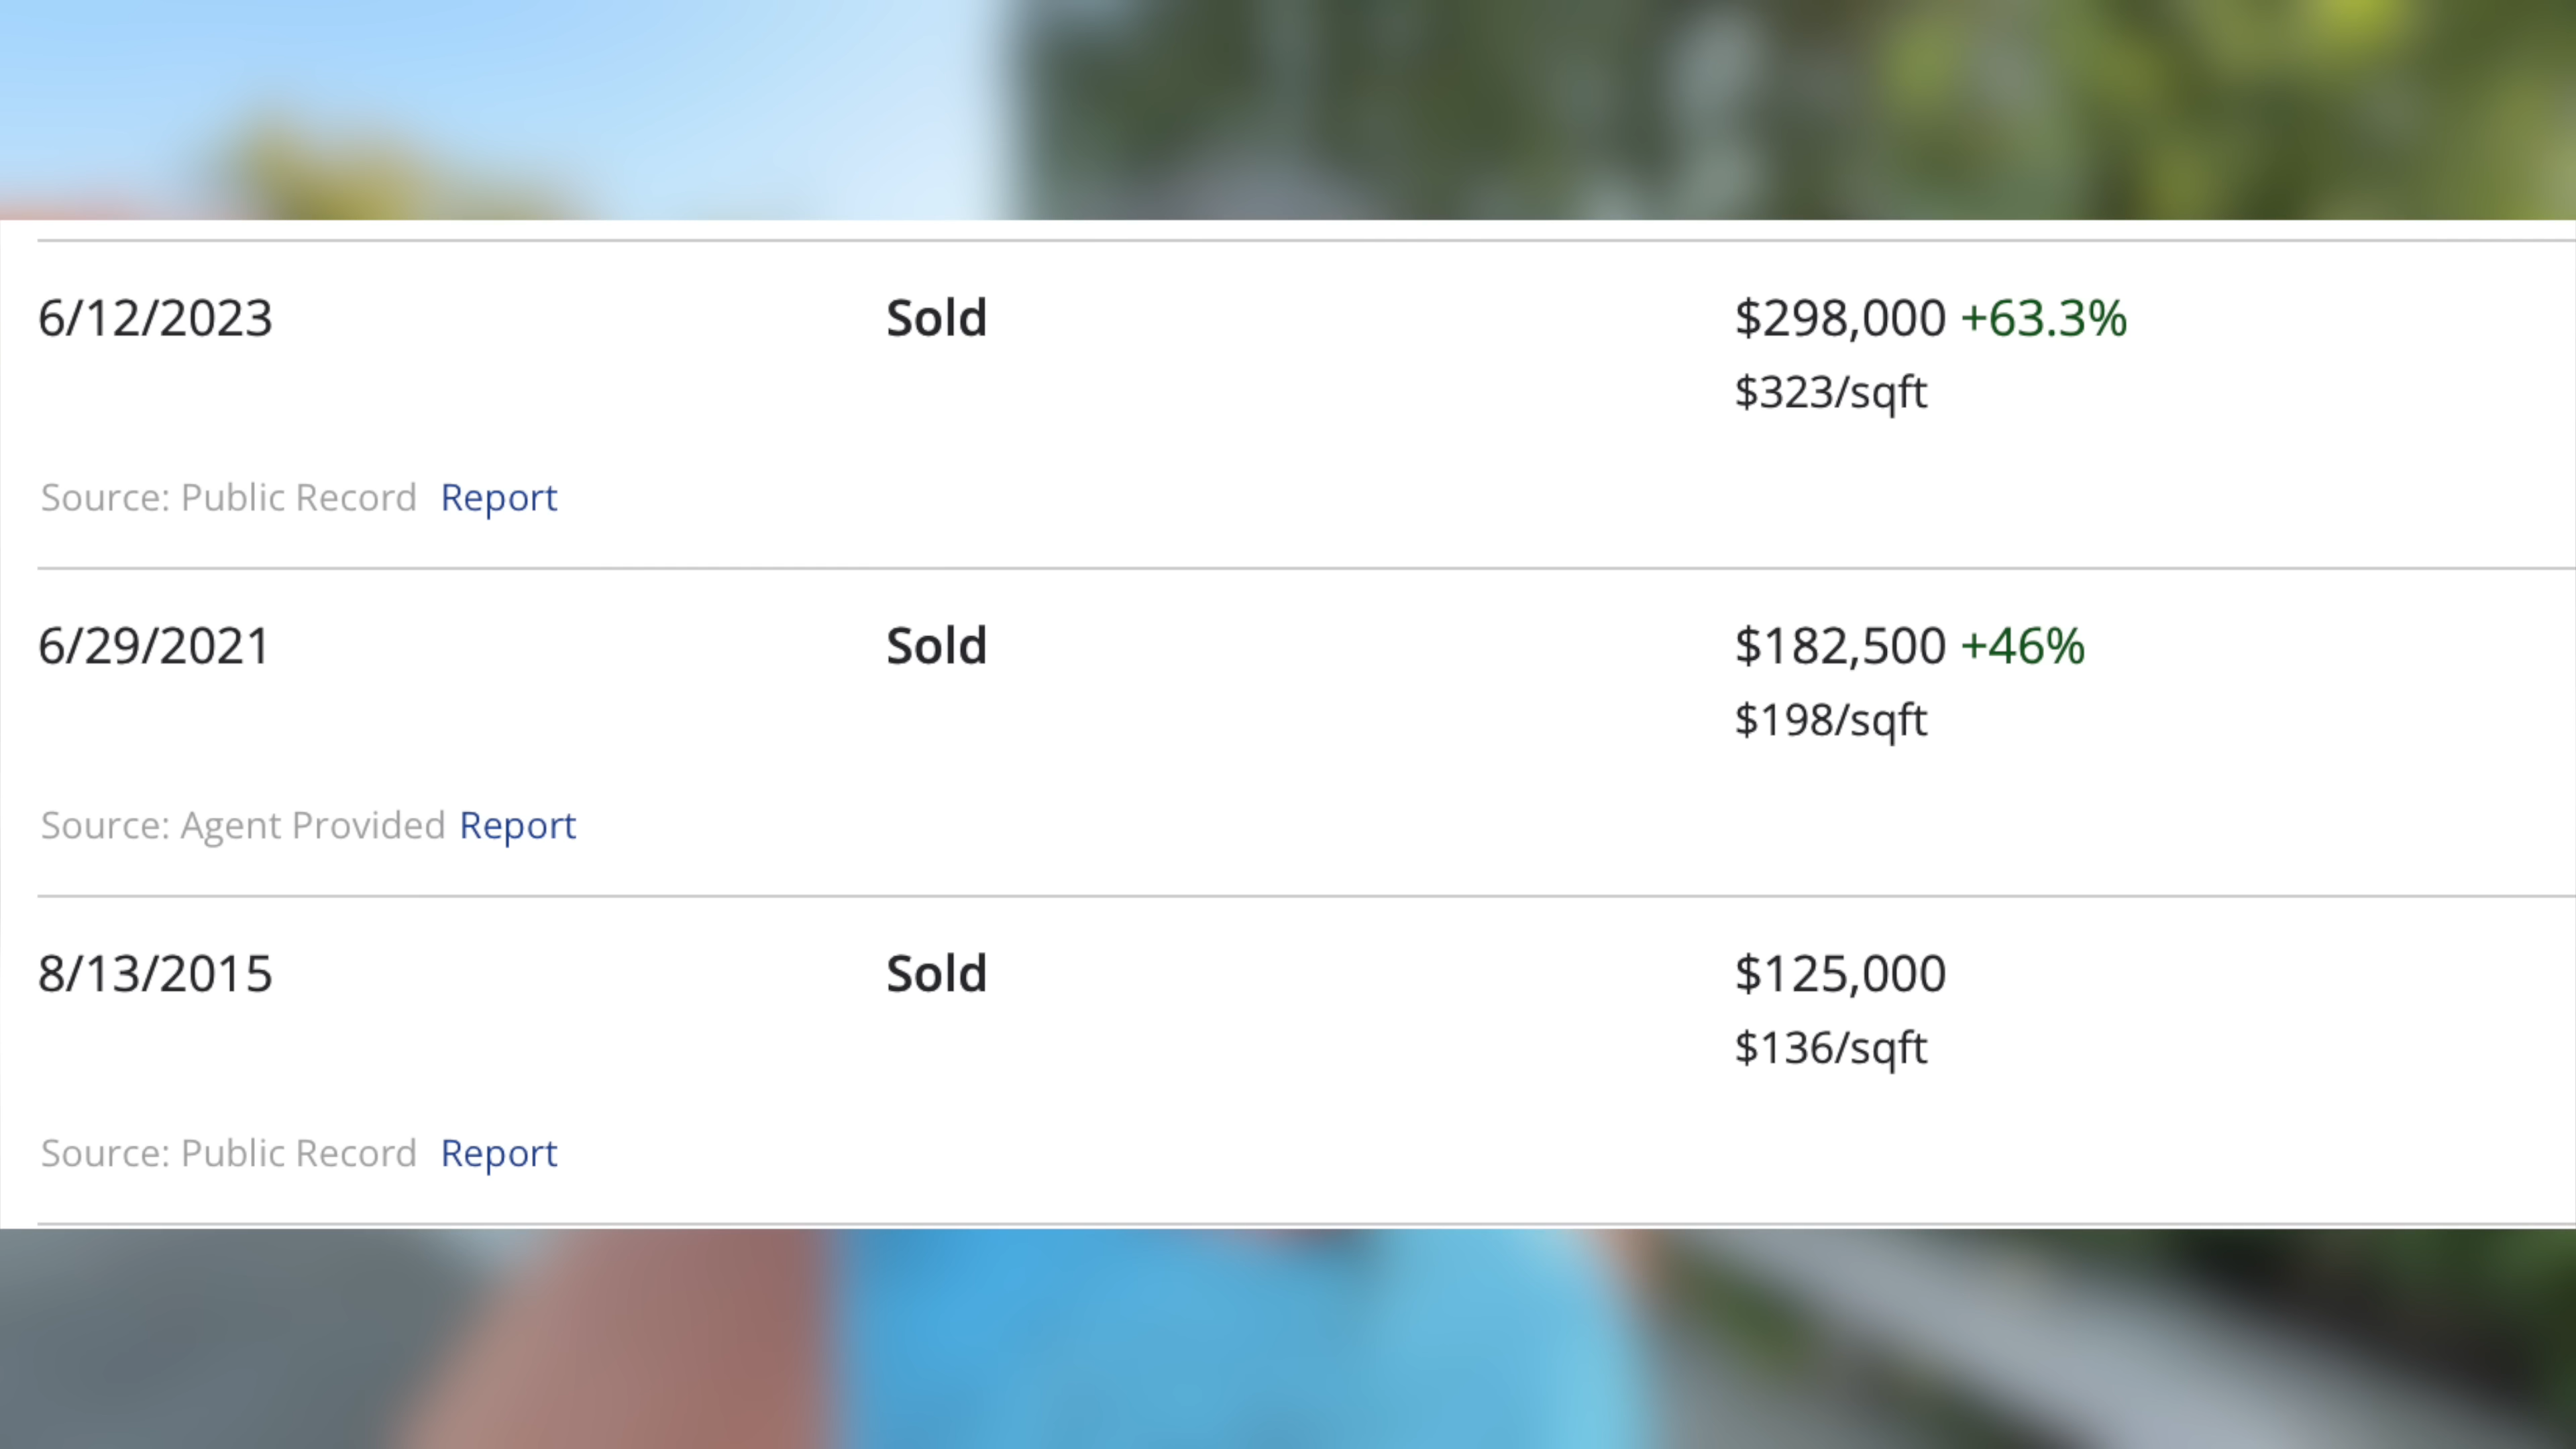 6/12/2023 Sold $298,000 +63.3%
$323/sqft
Source: Public Record Report
6/29/2021 Sold $182,500 +46%
$198/sqft
Source: Agent Provided Report
8/13/2015 Sold $125,000
$136/sqft
Source: Public Record Report